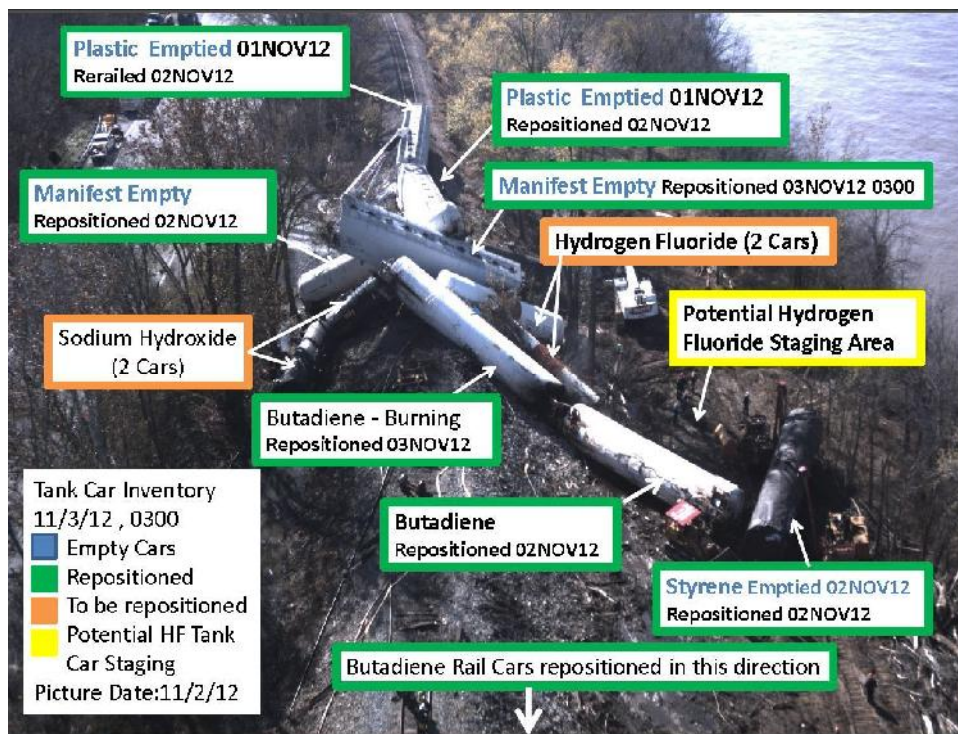 Plastic Emptied 01NOV12
Rerailed 02NOV12
Plastic Emptied 01NOV12
Repositioned 02NOV12
Manifest Empty
Repositioned 02NOV12
Manifest Empty Repositioned 03NOV12 0300
Hydrogen Fluoride (2 Cars)
Sodium Hydroxide
(2 Cars)
Potential Hydrogen
Fluoride Staging Area
Butadiene - Burning
Repositioned 03NOV12
Butadiene
Repositioned 02NOV12
Styrene Emptied 02NOV12
Repositioned 02NOV12
Tank Car Inventory
11/3/12 , 0300
Empty Cars
Repositioned
To be repositioned
Potential HF Tank
Car Staging
Picture Date:11/2/12
Butadiene Rail Cars repositioned in this direction